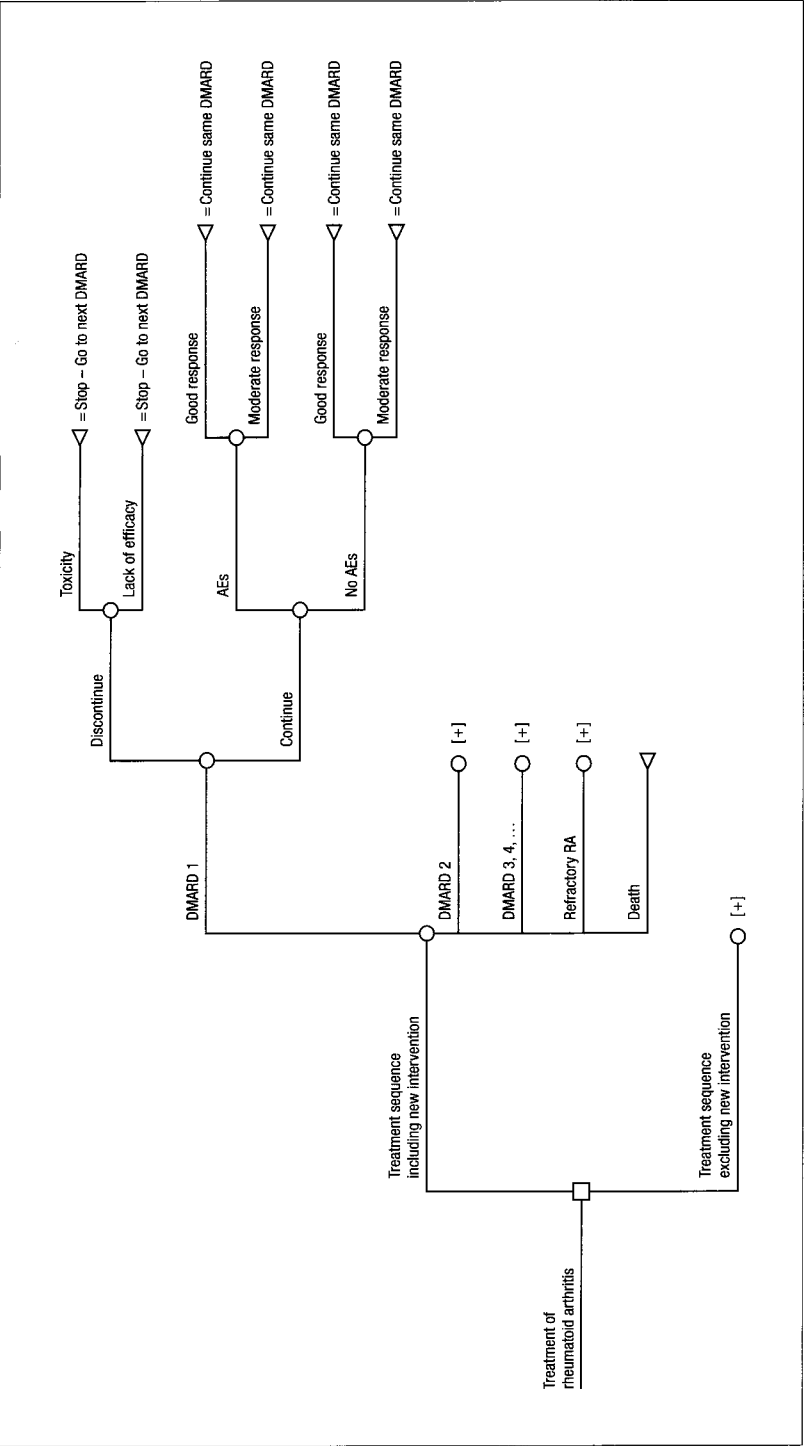 Treatment of
rheumatoid arthritis
Treatment sequence
including new intervention
Treatment sequence
excluding new intervention
[+]
DMARD 1
DMARD 2
[+]
DMARD 3, 4, ...
[+]
Refractory RA
[+]
Death
Discontinue
Continue
Toxicity
= Stop – Go to next DMARD
Lack of efficacy
= Stop – Go to next DMARD
AEs
No AEs
Good response
= Continue same DMARD
Moderate response
= Continue same DMARD
Good response
= Continue same DMARD
Moderate response
= Continue same DMARD